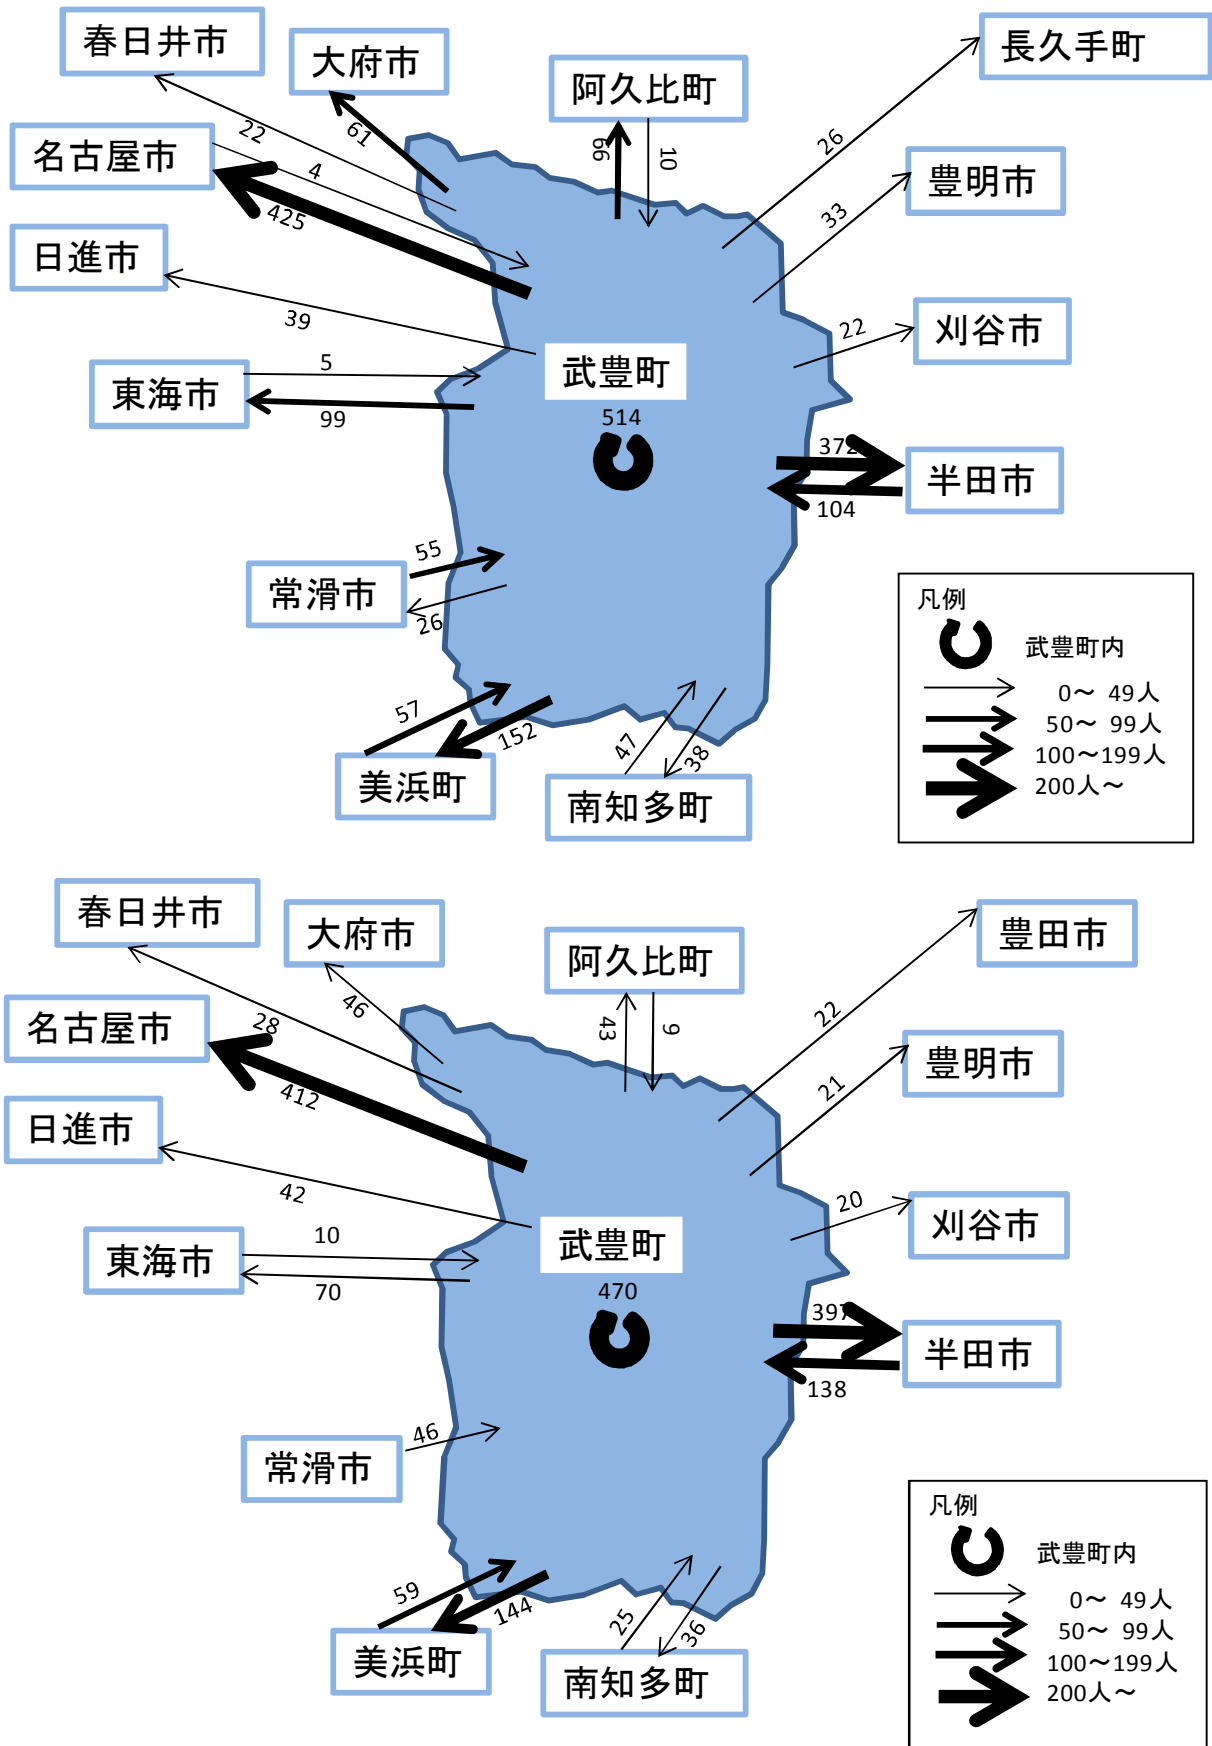 春日井市
大府市
阿久比町
長久手町
名古屋市
豊明市
日進市
刈谷市
東海市
武豊町
半田市
常滑市
美浜町
南知多町
22
61
4
425
66
10
26
33
39
22
5
99
514
372
104
55
26
57
152
47
38
凡例
武豊町内
0～ 49人
50～ 99人
100～199人
200人～
春日井市
大府市
阿久比町
豊田市
名古屋市
豊明市
日進市
刈谷市
東海市
武豊町
半田市
常滑市
美浜町
南知多町
28
46
412
43
9
22
21
42
20
10
70
470
397
138
46
59
144
25
36
凡例
武豊町内
0～ 49人
50～ 99人
100～199人
200人～